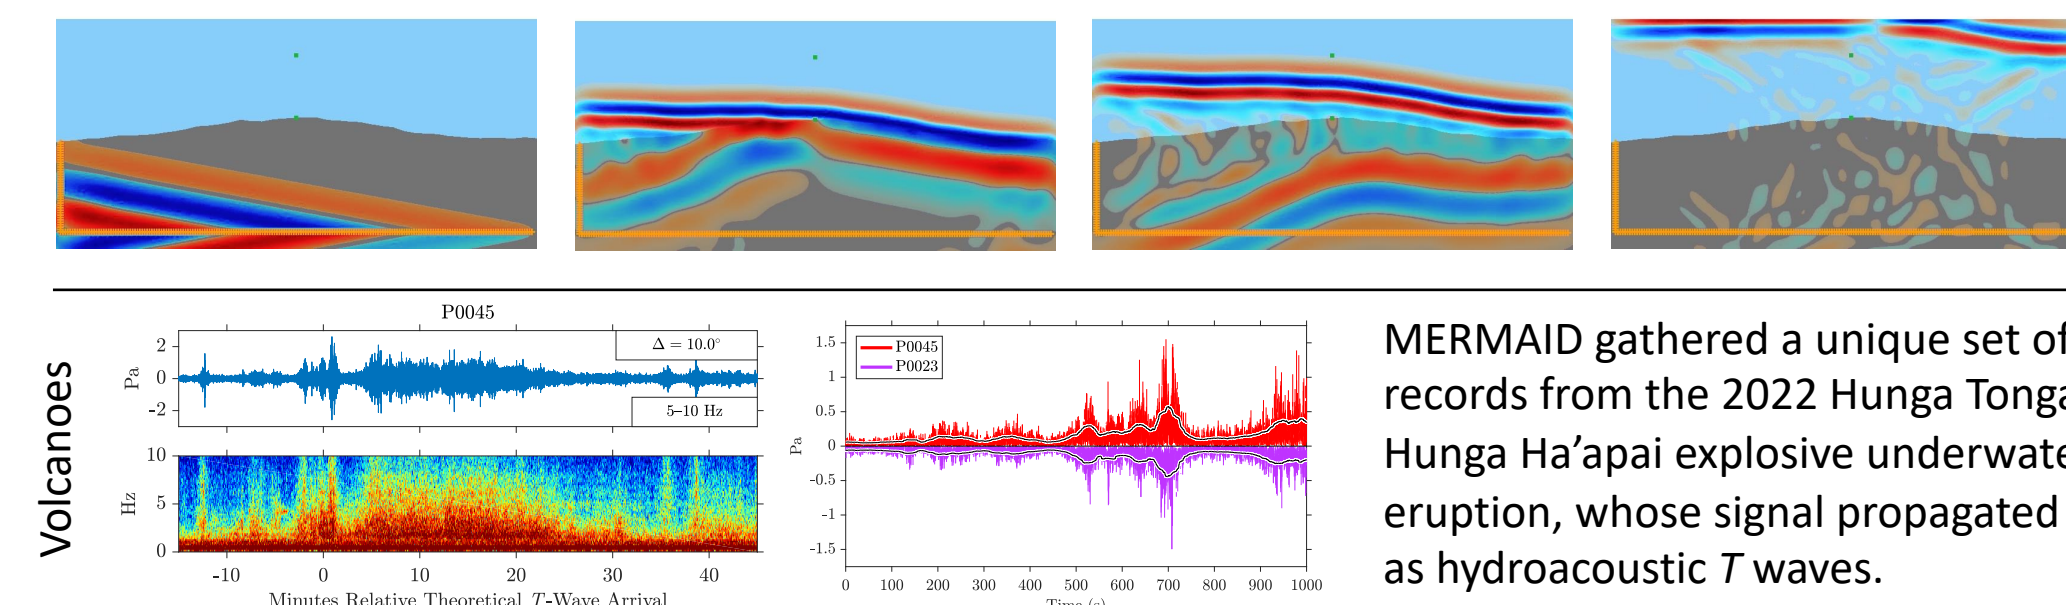 P0045
2
0
-2
Pa
Δ = 10.0°
5–10 Hz
10
5
0
Hz
-10 0 10 20 30 40
Minutes Relative Theoretical T-Wave Arrival
Volcanoes
1.5
1
0.5
0
-0.5
-1
-1.5
Pa
P0045
P0023
0 100 200 300 400 500 600 700 800 900 1000
Time (s)
MERMAID gathered a unique set of
records from the 2022 Hunga Tonga
Hunga Ha’apai explosive underwate
eruption, whose signal propagated
as hydroacoustic T waves.